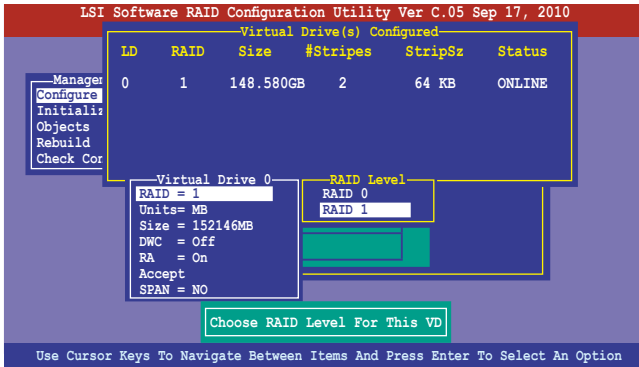 LSI Software RAID Configuration Utility Ver C.05 Sep 17, 2010
Virtual Drive(s) Configured
LD RAID Size #Stripes StripSz Status
0 1 148.580GB 2 64 KB ONLINE
Configure
Objects
Rebuild
Check
Virtual Drive 0
RAID = 1
Units= MB
Size = 152146MB
DWC = Off
RA = On
Accept
SPAN = NO
RAID Level
RAID 0
RAID 1
Choose RAID Level For This VD
Use Cursor Keys To Navigate Between Items And Press Enter To Select An Option